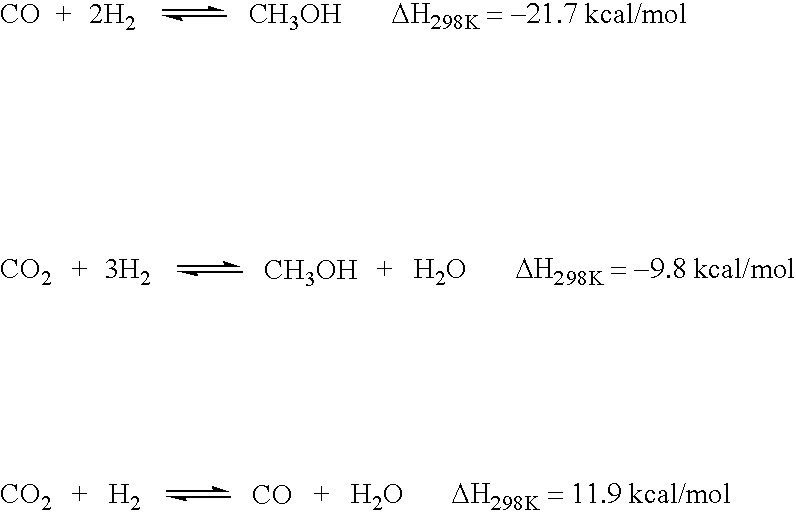 CO + 2H₂ ⇌ CH₃OH ΔH₂₉₈K = –21.7 kcal/mol
CO₂ + 3H₂ ⇌ CH₃OH + H₂O ΔH₂₉₈K = –9.8 kcal/mol
CO₂ + H₂ ⇌ CO + H₂O ΔH₂₉₈K = 11.9 kcal/mol